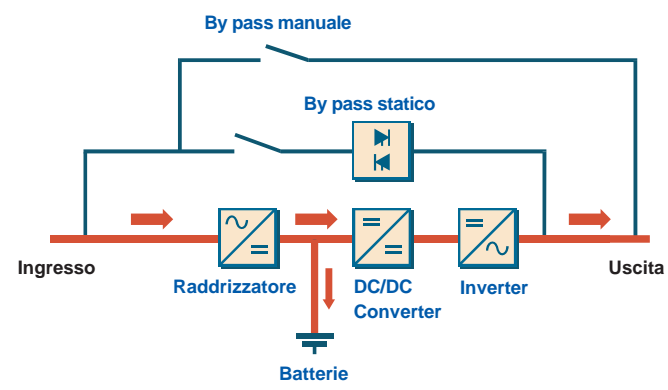 By pass manuale
By pass statico
Ingresso
Uscita
Raddrizzatore
DC/DC
Converter
Inverter
Batterie